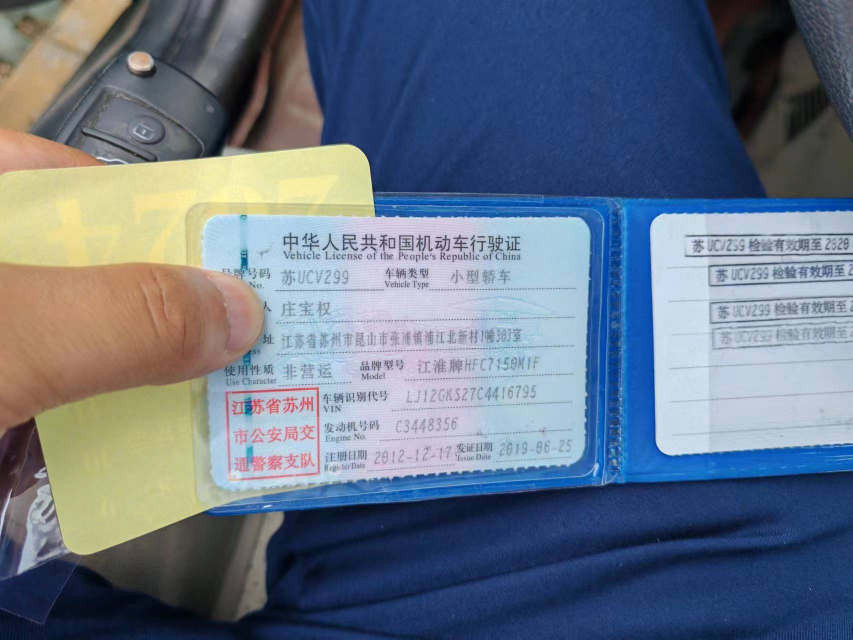 中华人民共和国机动车行驶证
Vehicle License of the People's Republic of China
号牌号码 苏UCV299 车辆类型 小型轿车
No. Vehicle Type
人 庄宝权
址 江苏省苏州市昆山市张浦镇浦江北新村1幢303室
使用性质 非营运 品牌型号 江淮牌HFC7150M1F
Use Character Model
江苏省苏州
市公安局交
通警察支队
车辆识别代号 LJ12GKS27C4416795
VIN
发动机号码 C3448356
Engine No.
注册日期 2012-12-17 发证日期 2019-06-25
Register Date Issue Date
苏UCV299 检验有效期至 2020
苏UCV299 检验有效期至 2
苏UCV299 检验有效期至 2
苏UCV299 检验有效期至 2